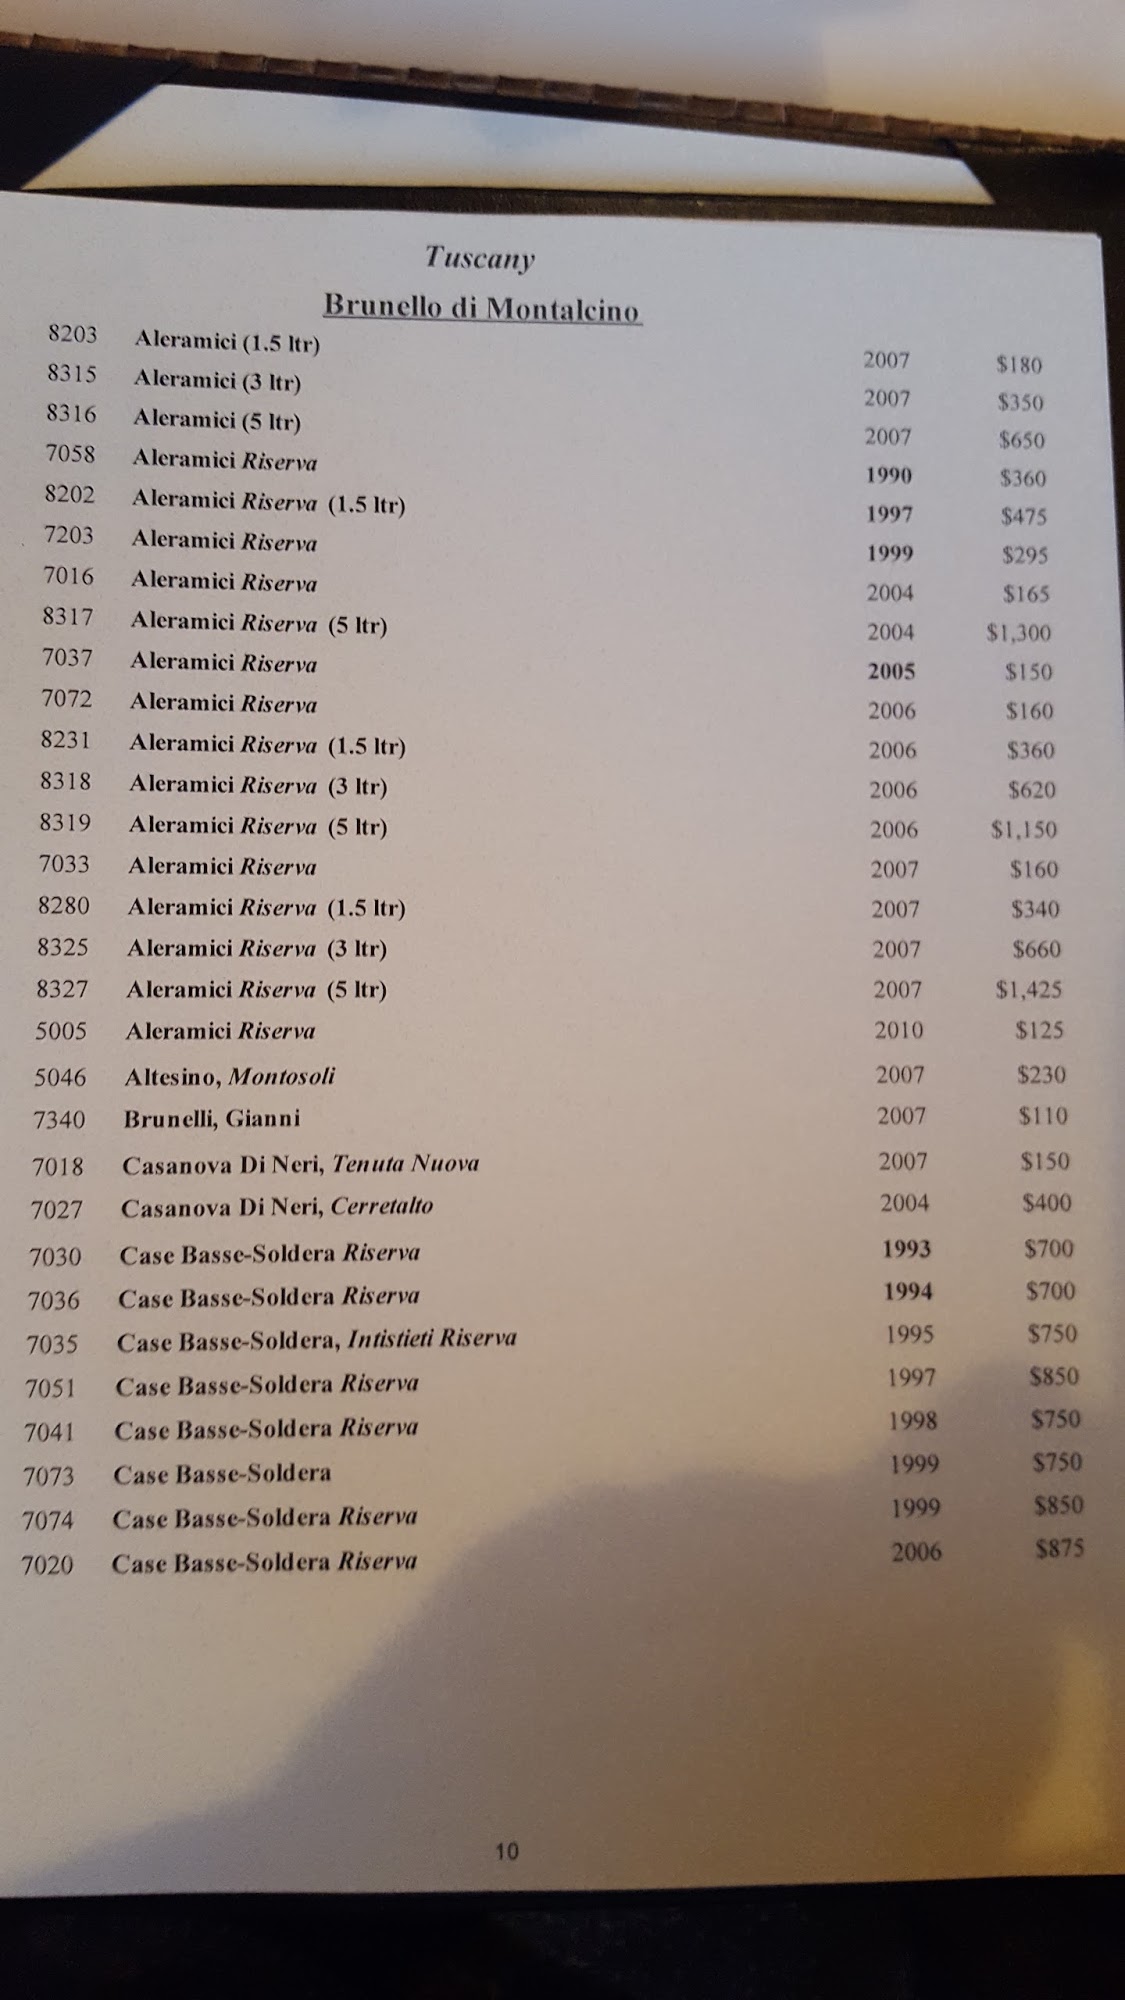 Tuscany
Brunello di Montalcino
8203 Aleramici (1.5 ltr) 2007 $180
8315 Aleramici (3 ltr) 2007 $350
8316 Aleramici (5 ltr) 2007 $650
7058 Aleramici Riserva 1990 $360
8202 Aleramici Riserva (1.5 ltr) 1997 $475
7203 Aleramici Riserva 1999 $295
7016 Aleramici Riserva 2004 $165
8317 Aleramici Riserva (5 ltr) 2004 $1,300
7037 Aleramici Riserva 2005 $150
7072 Aleramici Riserva 2006 $160
8231 Aleramici Riserva (1.5 ltr) 2006 $360
8318 Aleramici Riserva (3 ltr) 2006 $620
8319 Aleramici Riserva (5 ltr) 2006 $1,150
7033 Aleramici Riserva 2007 $160
8280 Aleramici Riserva (1.5 ltr) 2007 $340
8325 Aleramici Riserva (3 ltr) 2007 $660
8327 Aleramici Riserva (5 ltr) 2007 $1,425
5005 Aleramici Riserva 2010 $125
5046 Altesino, Montosoli 2007 $230
7340 Brunelli, Gianni 2007 $110
7018 Casanova Di Neri, Tenuta Nuova 2007 $150
7027 Casanova Di Neri, Cerretalto 2004 $400
7030 Case Basse-Soldera Riserva 1993 $700
7036 Case Basse-Soldera Riserva 1994 $700
7035 Case Basse-Soldera, Intistieti Riserva 1995 $750
7051 Case Basse-Soldera Riserva 1997 $850
7041 Case Basse-Soldera Riserva 1998 $750
7073 Case Basse-Soldera 1999 $750
7074 Case Basse-Soldera Riserva 1999 $850
7020 Case Basse-Soldera Riserva 2006 $875
10